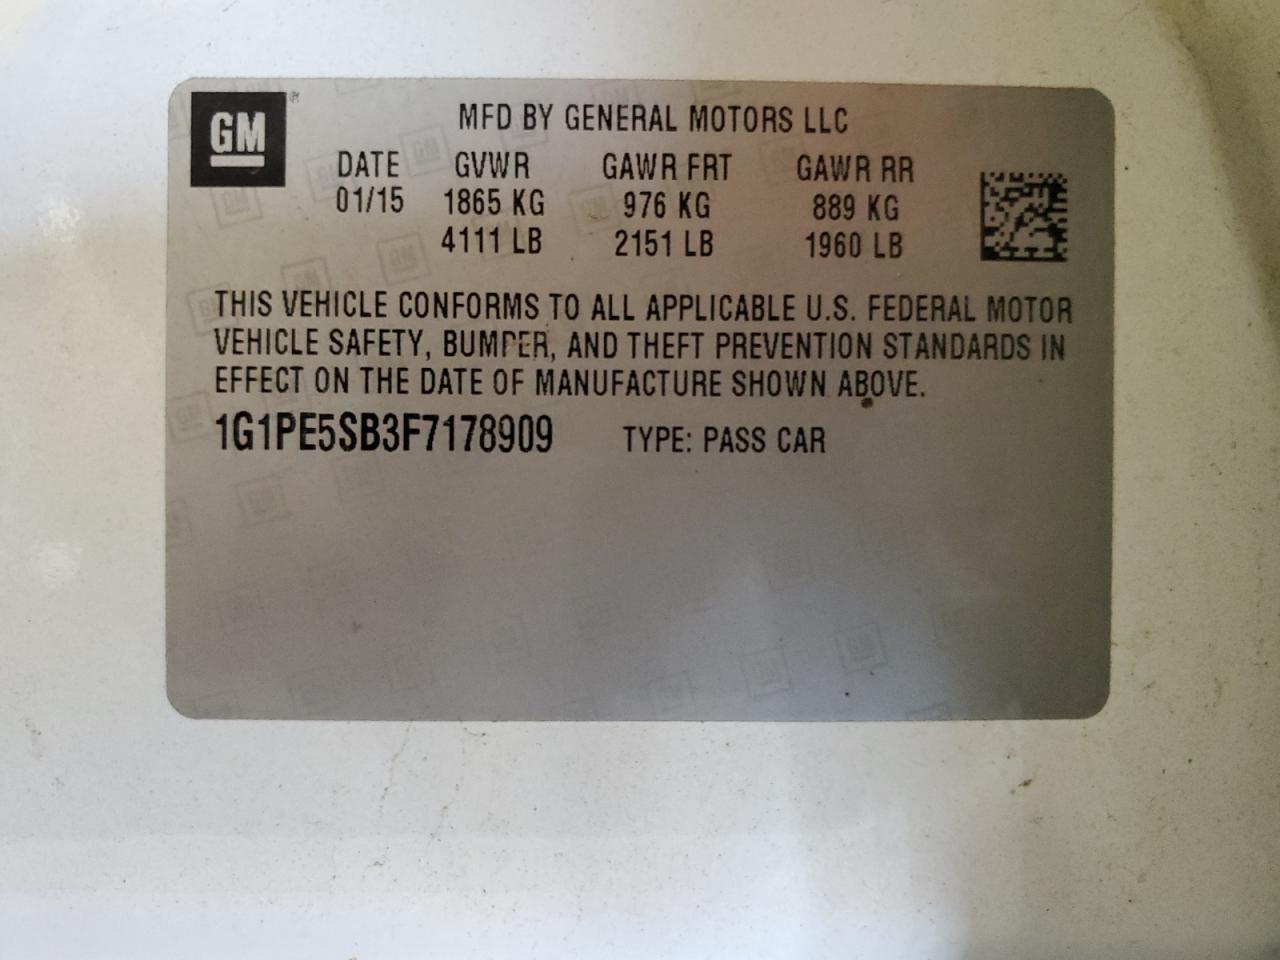 GM ®
MFD BY GENERAL MOTORS LLC
DATE GVWR GAWR FRT GAWR RR
01/15 1865 KG 976 KG 889 KG
4111 LB 2151 LB 1960 LB
THIS VEHICLE CONFORMS TO ALL APPLICABLE U.S. FEDERAL MOTOR
VEHICLE SAFETY, BUMPER, AND THEFT PREVENTION STANDARDS IN
EFFECT ON THE DATE OF MANUFACTURE SHOWN ABOVE.
1G1PE5SB3F7178909 TYPE: PASS CAR